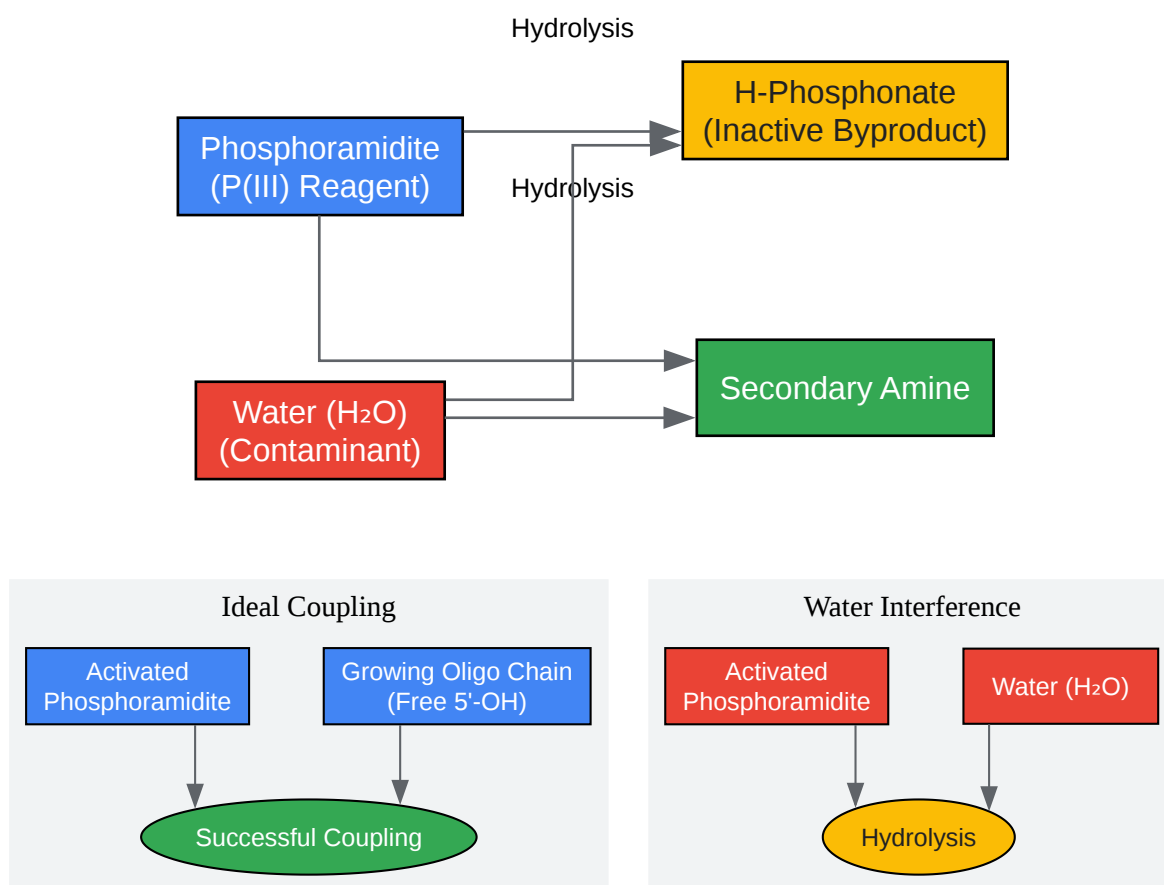 Hydrolysis
H-Phosphonate
(Inactive Byproduct)
Phosphoramidite
(P(III) Reagent)
Hydrolysis
Secondary Amine
Water (H₂O)
(Contaminant)
Ideal Coupling
Activated
Phosphoramidite
Growing Oligo Chain
(Free 5'-OH)
Successful Coupling
Water Interference
Activated
Phosphoramidite
Water (H₂O)
Hydrolysis